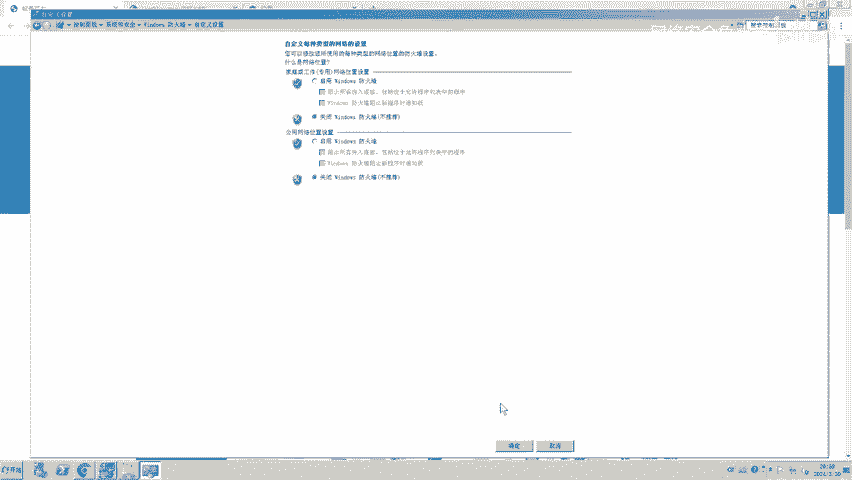 控制面板 系统和安全 Windows 防火墙 自定义设置
自定义每种类型的网络的设置
您可以修改您所使用的每种类型的网络位置的防火墙设置。
什么是网络位置?
家庭或工作(专用)网络位置设置
启用 Windows 防火墙
阻止所有传入连接，包括位于允许程序列表中的程序
Windows 防火墙阻止新程序时通知我
关闭 Windows 防火墙(不推荐)
公用网络位置设置
启用 Windows 防火墙
阻止所有传入连接，包括位于允许程序列表中的程序
Windows 防火墙阻止新程序时通知我
关闭 Windows 防火墙(不推荐)
确定 取消
开始